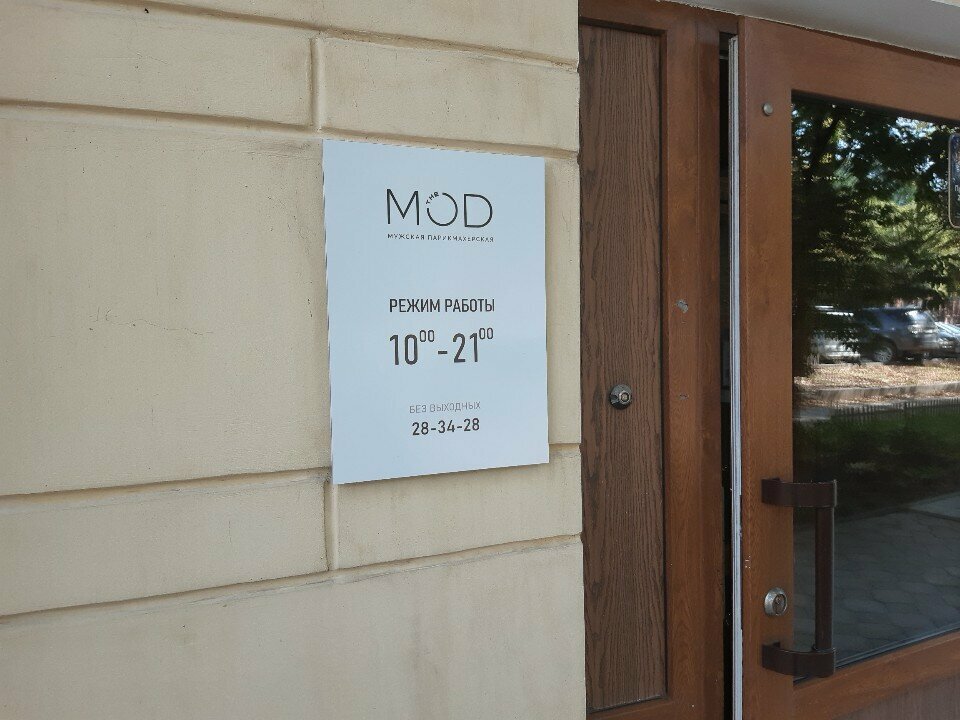 THE
MOD
МУЖСКАЯ ПАРИКМАХЕРСКАЯ
РЕЖИМ РАБОТЫ
10⁰⁰-21⁰⁰
БЕЗ ВЫХОДНЫХ
28-34-28